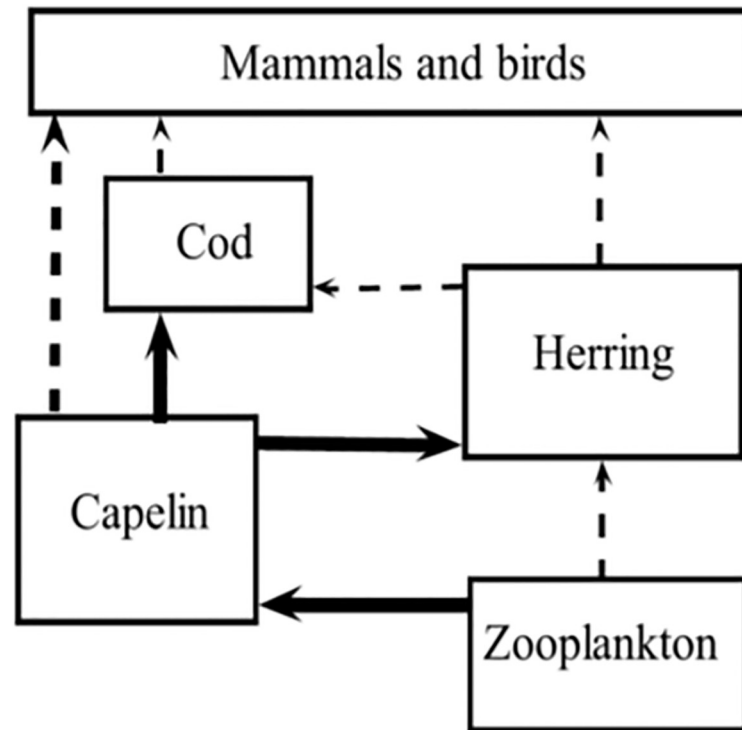 Mammals and birds
Cod
Herring
Capelin
Zooplankton